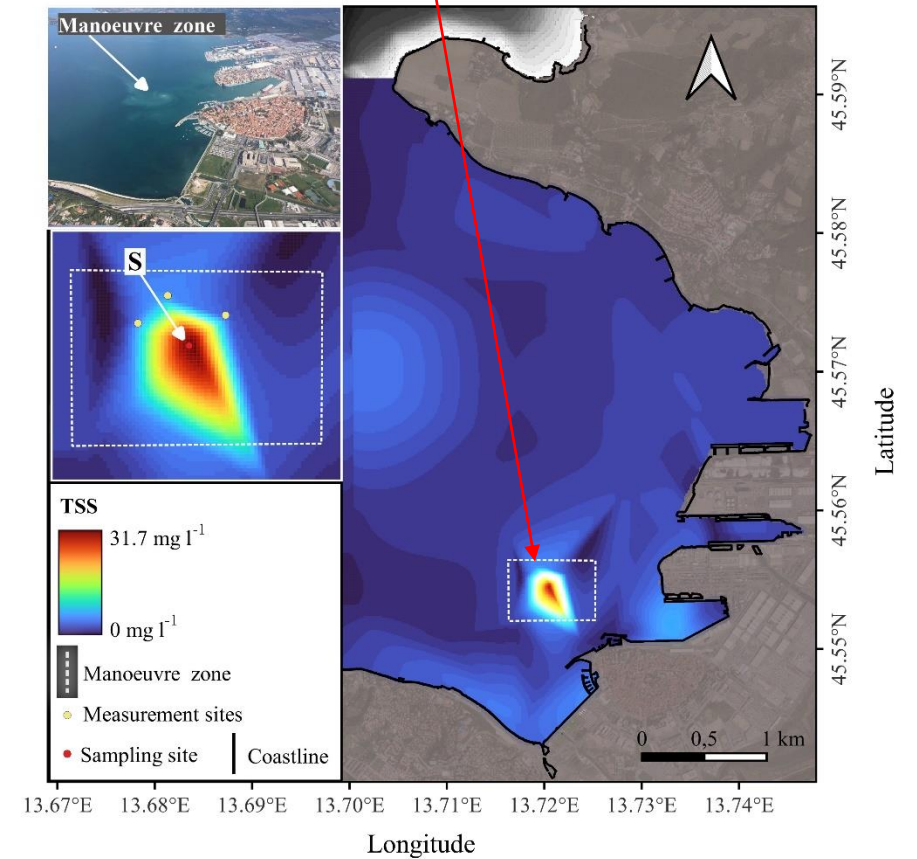 Manoeuvre zone
S
TSS
31.7 mg l⁻¹
0 mg l⁻¹
Manoeuvre zone
Measurement sites
Sampling site
Coastline
0 0,5 1 km
45.59°N
45.58°N
45.57°N
45.56°N
45.55°N
Latitude
13.67°E 13.68°E 13.69°E 13.70°E 13.71°E 13.72°E 13.73°E 13.74°E
Longitude